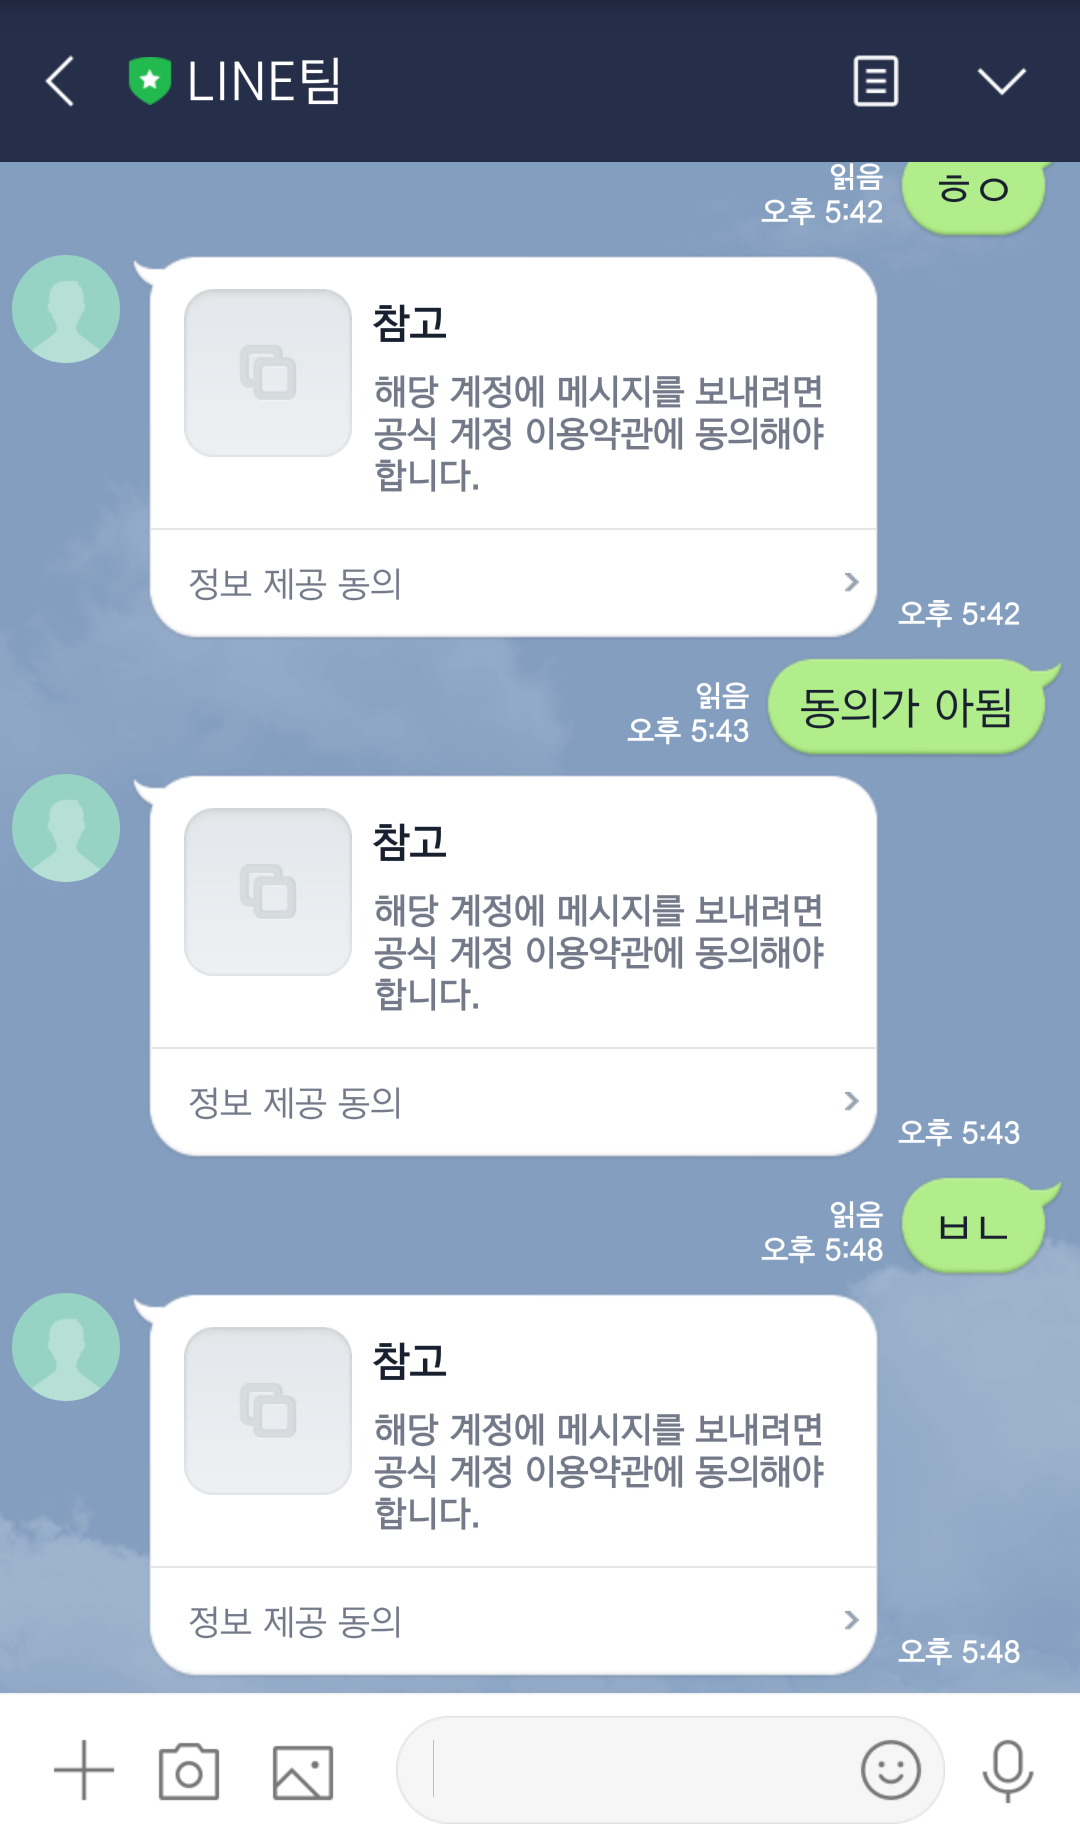 LINE팀
읽음
오후 5:42
ㅎㅇ
참고
해당 계정에 메시지를 보내려면
공식 계정 이용약관에 동의해야
합니다.
정보 제공 동의
오후 5:42
읽음
오후 5:43
동의가 아됨
참고
해당 계정에 메시지를 보내려면
공식 계정 이용약관에 동의해야
합니다.
정보 제공 동의
오후 5:43
읽음
오후 5:48
ㅂㄴ
참고
해당 계정에 메시지를 보내려면
공식 계정 이용약관에 동의해야
합니다.
정보 제공 동의
오후 5:48